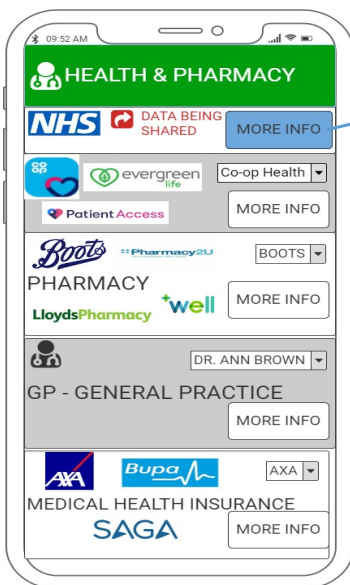 09:52 AM
HEALTH & PHARMACY
NHS DATA BEING
SHARED
MORE INFO
CO
OP
evergreen
life
Co-op Health
Patient Access
MORE INFO
Boots Pharmacy2U BOOTS
PHARMACY
LloydsPharmacy well MORE INFO
DR. ANN BROWN
GP - GENERAL PRACTICE
MORE INFO
AXA Bupa AXA
MEDICAL HEALTH INSURANCE
SAGA MORE INFO